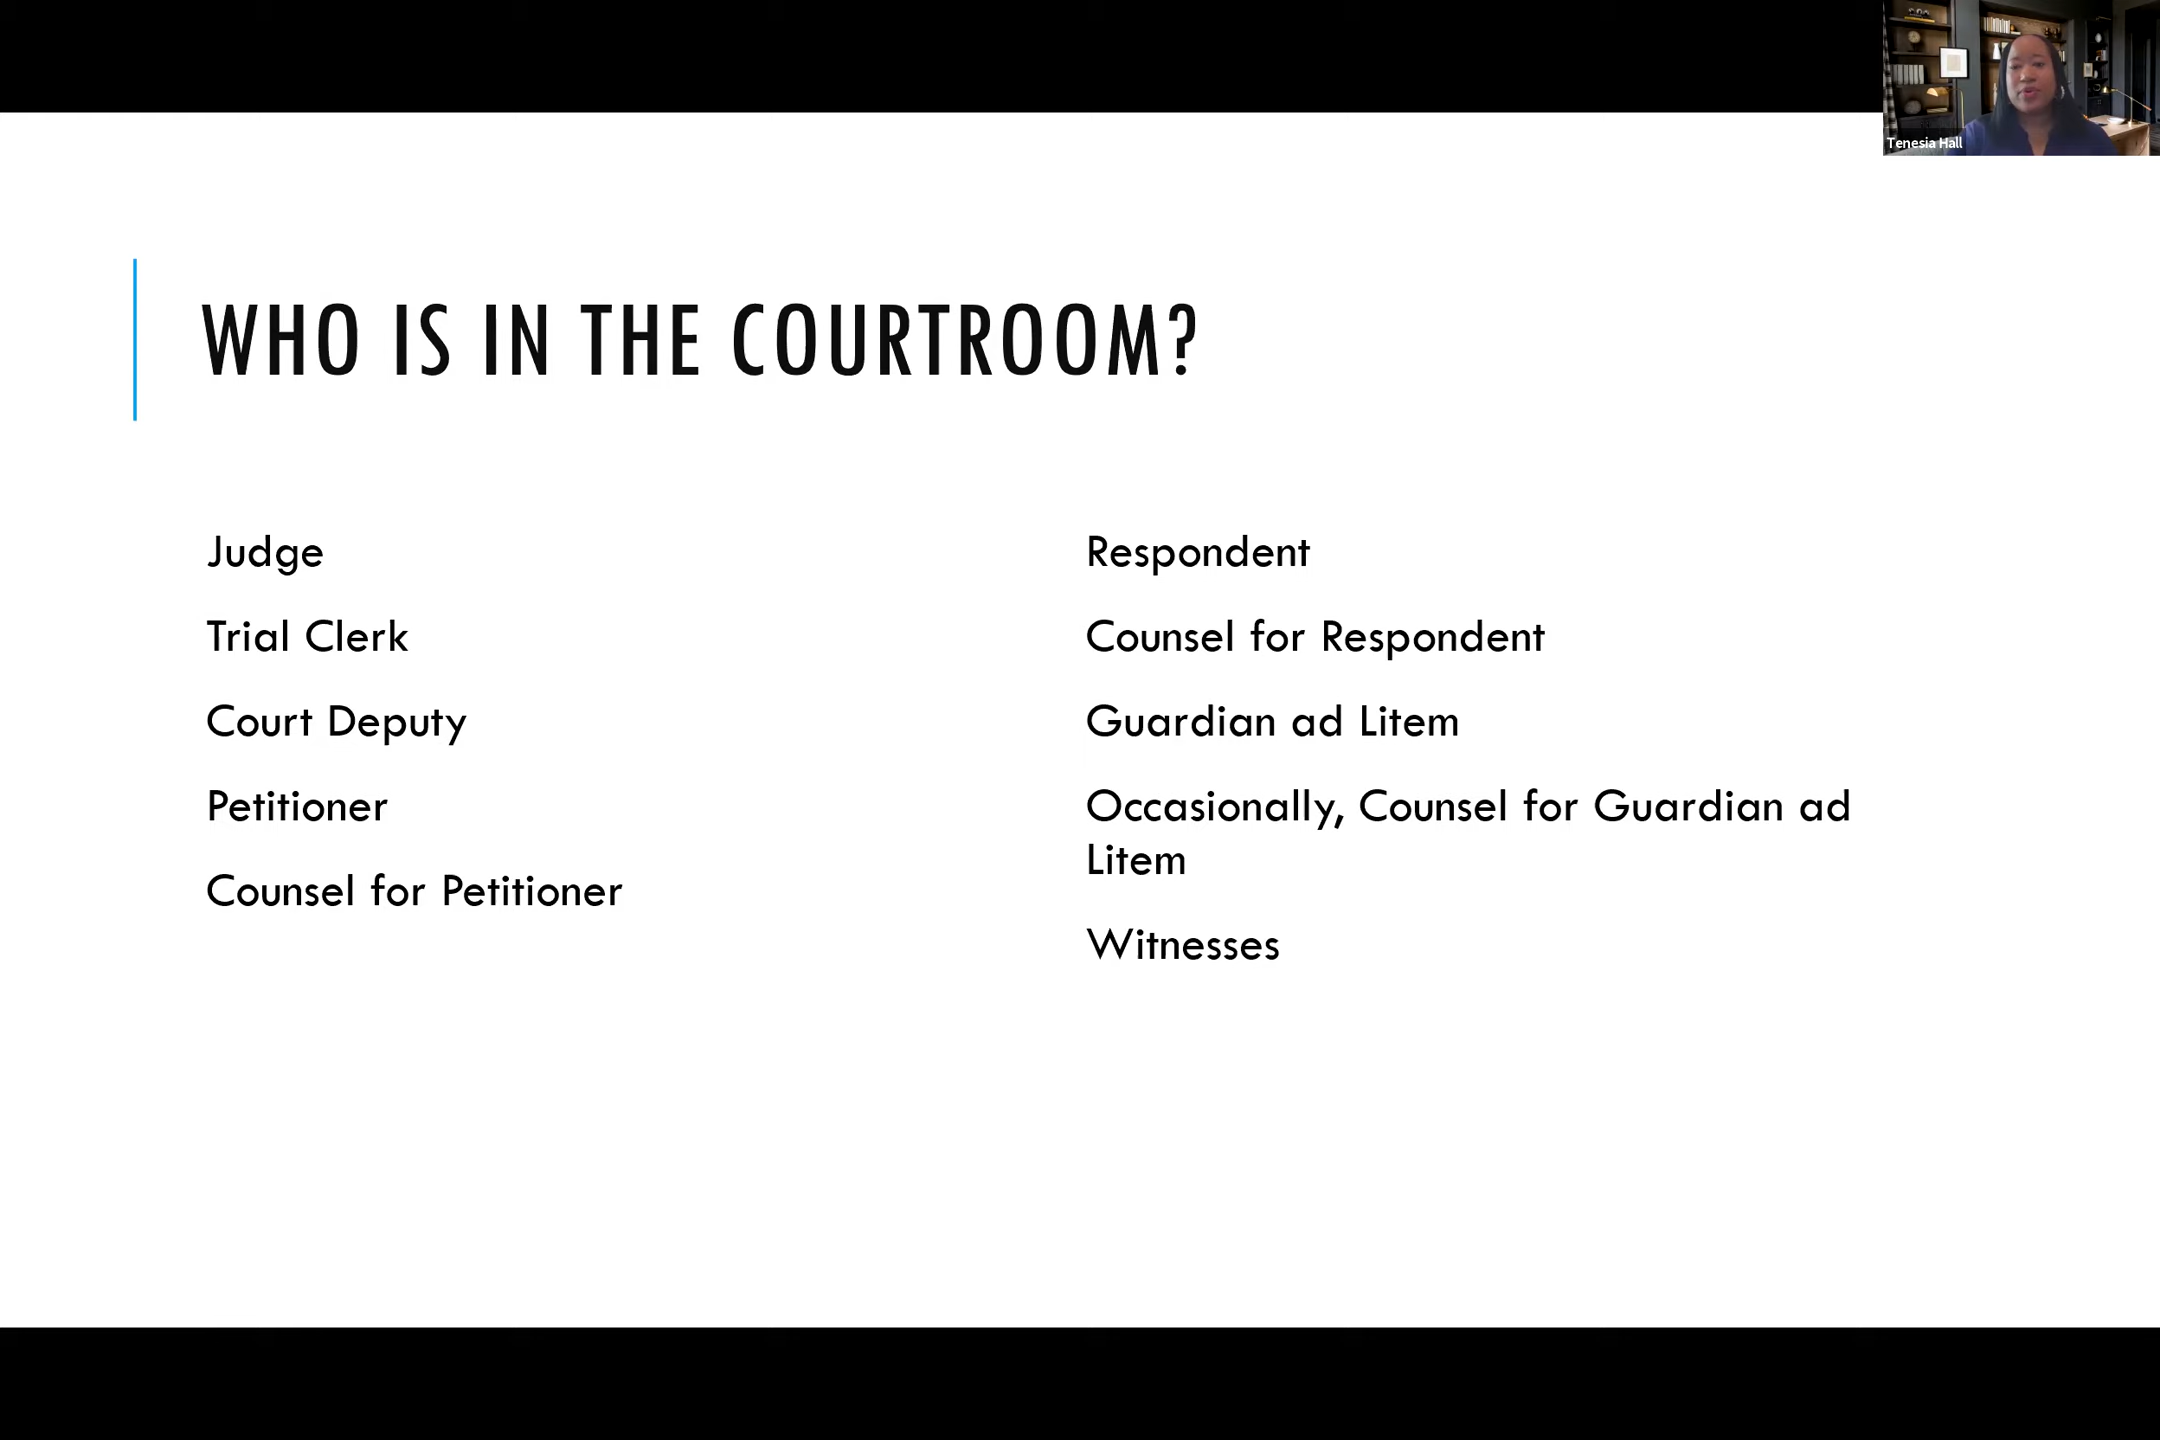 Tenesia Hall
WHO IS IN THE COURTROOM?
Judge
Trial Clerk
Court Deputy
Petitioner
Counsel for Petitioner
Respondent
Counsel for Respondent
Guardian ad Litem
Occasionally, Counsel for Guardian ad
Litem
Witnesses